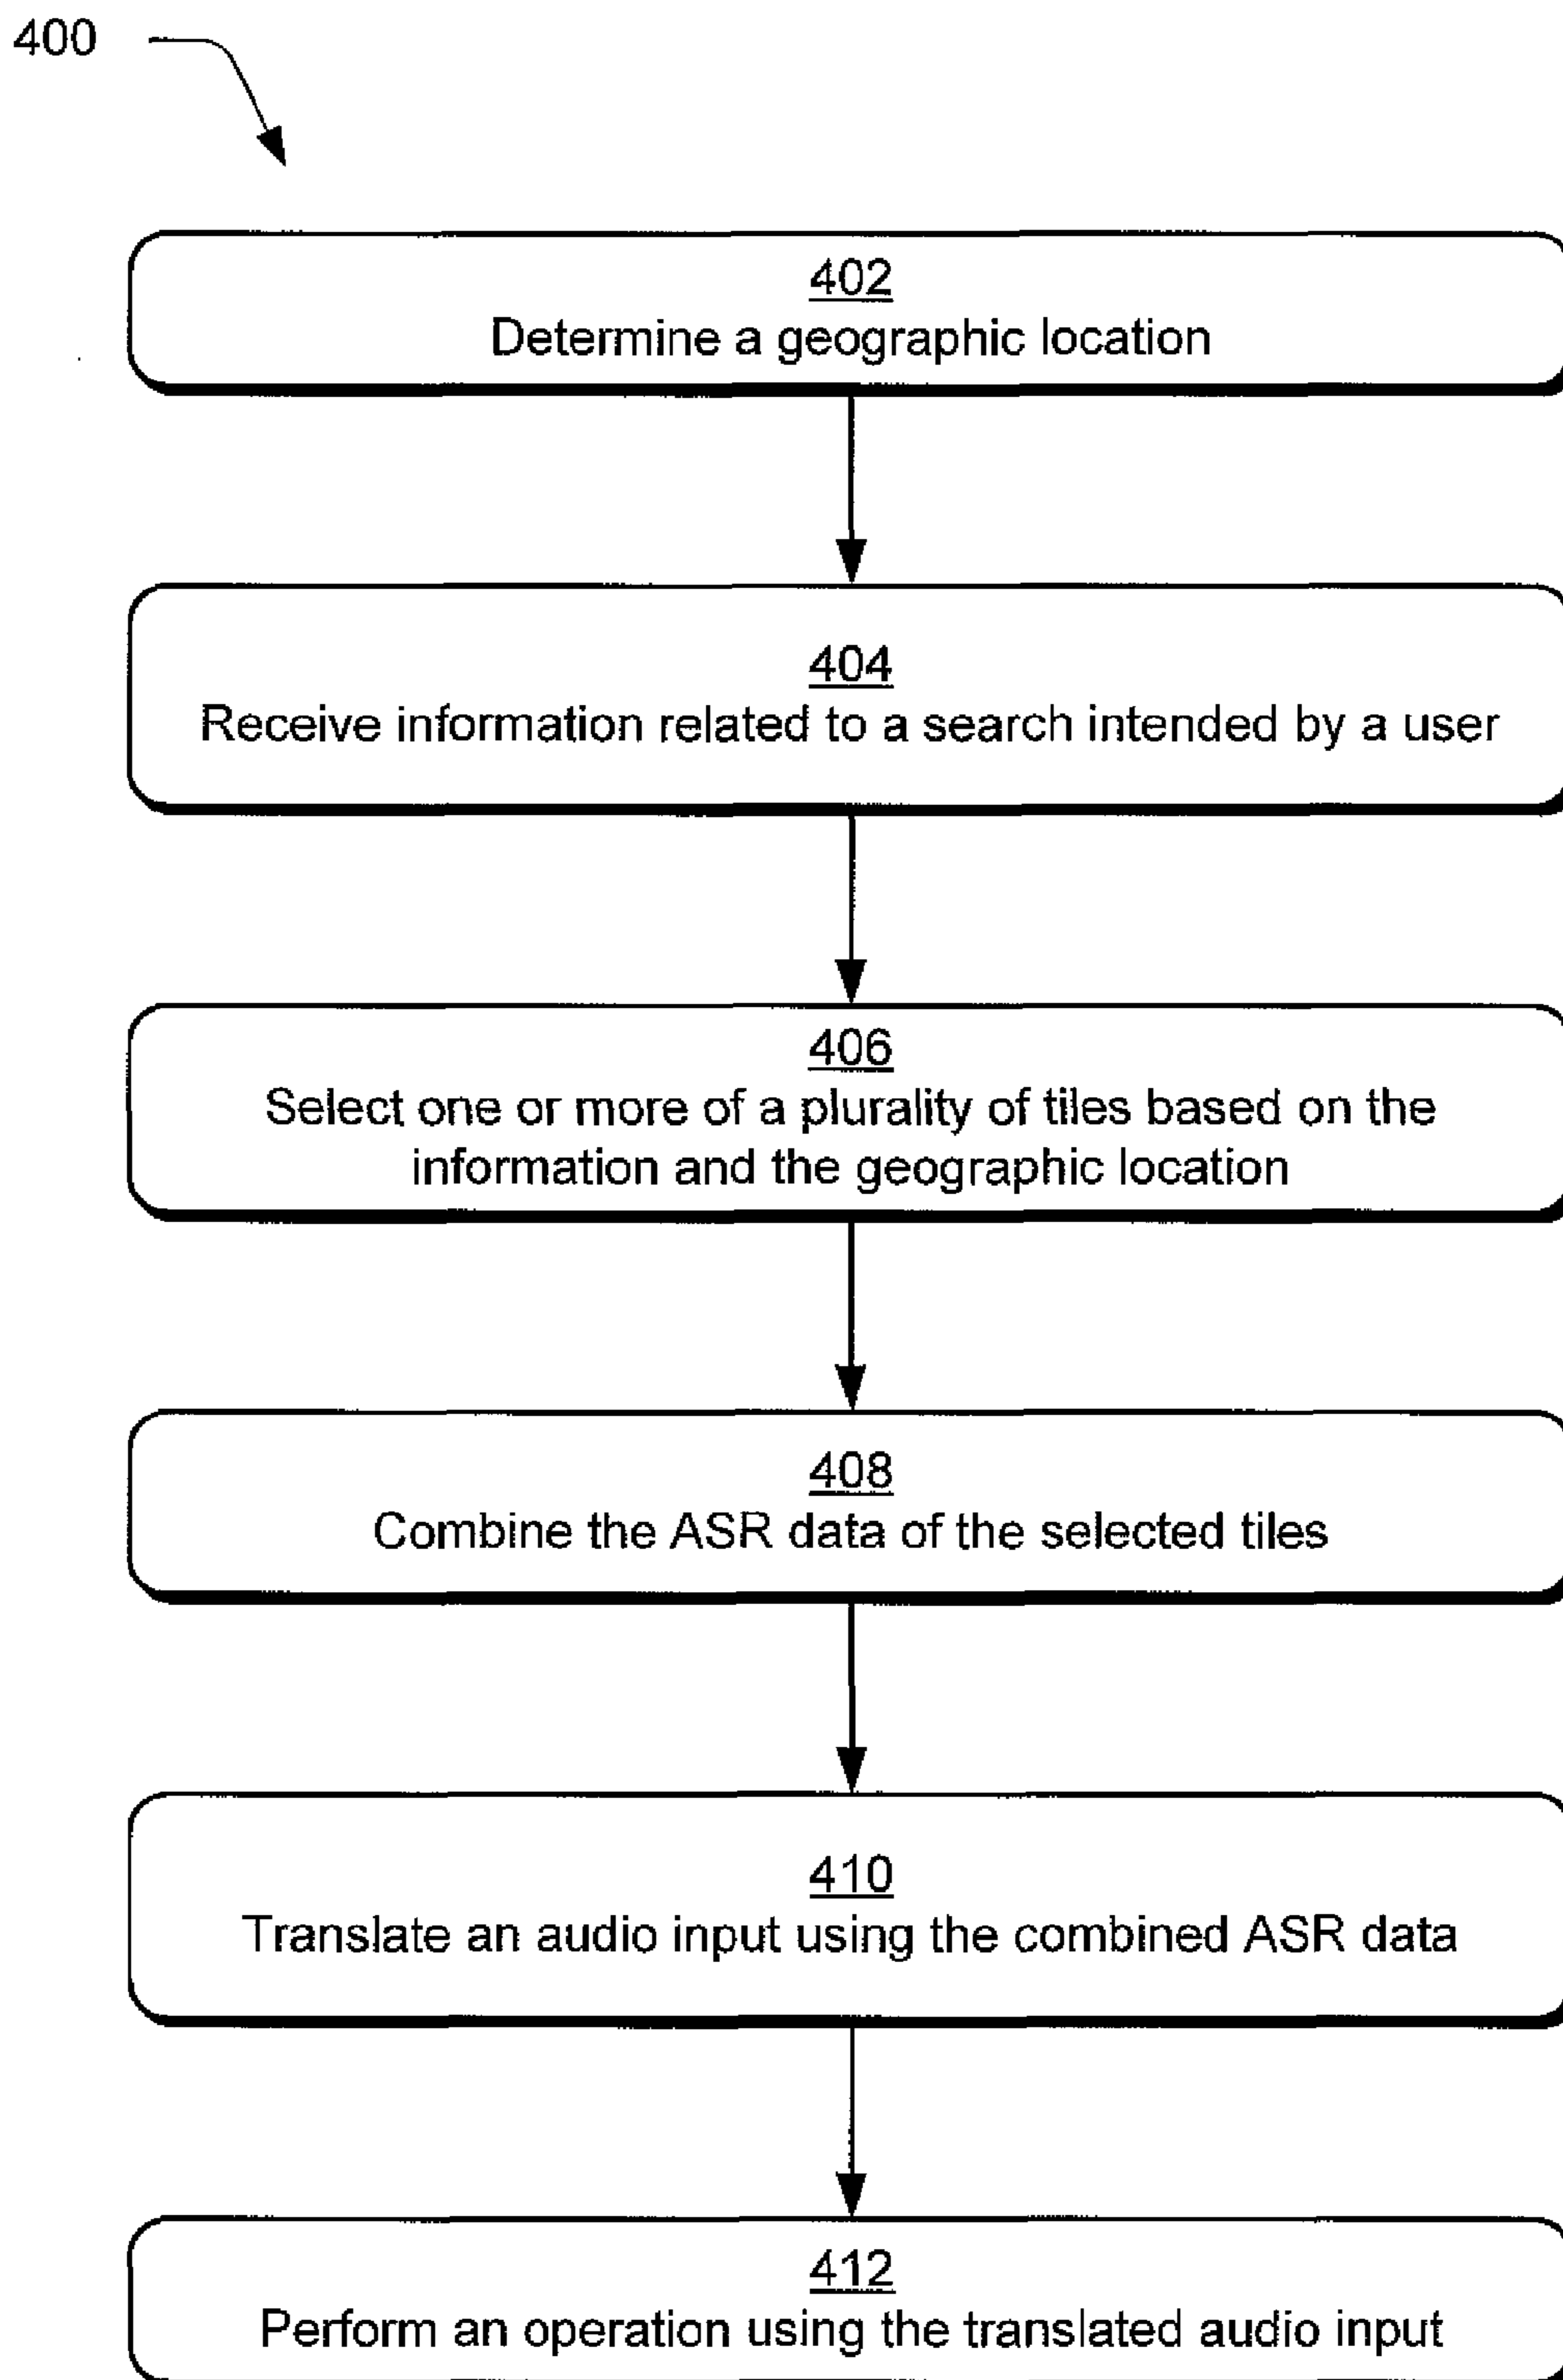 400
402
Determine a geographic location
404
Receive information related to a search intended by a user
406
Select one or more of a plurality of tiles based on the
information and the geographic location
408
Combine the ASR data of the selected tiles
410
Translate an audio input using the combined ASR data
412
Perform an operation using the translated audio input